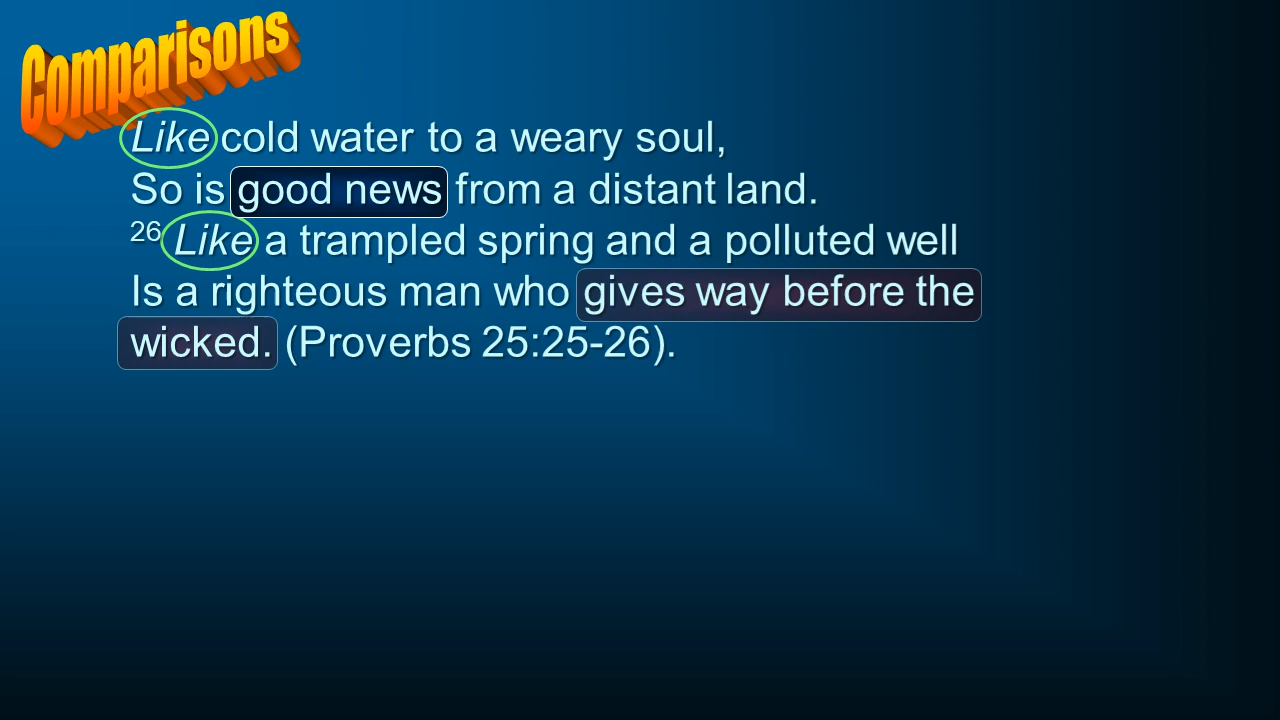 Comparisons
Like cold water to a weary soul,
So is good news from a distant land.
26 Like a trampled spring and a polluted well
Is a righteous man who gives way before the
wicked. (Proverbs 25:25-26).